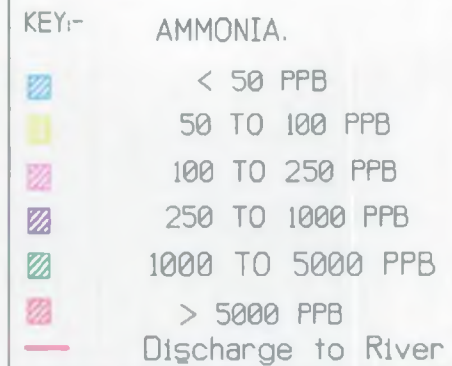 KEY:-
AMMONIA.
< 50 PPB
50 TO 100 PPB
100 TO 250 PPB
250 TO 1000 PPB
1000 TO 5000 PPB
> 5000 PPB
Discharge to River